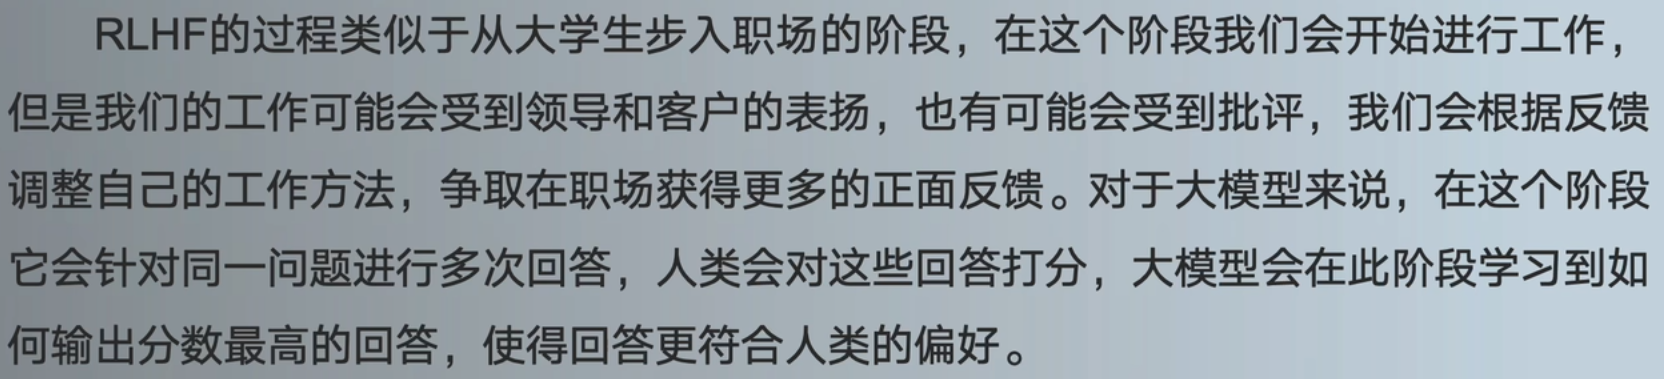 RLHF的过程类似于从大学生步入职场的阶段，在这个阶段我们会开始进行工作，
但是我们的工作可能会受到领导和客户的表扬，也有可能会受到批评，我们会根据反馈
调整自己的工作方法，争取在职场获得更多的正面反馈。对于大模型来说，在这个阶段
它会针对同一问题进行多次回答，人类会对这些回答打分，大模型会在此阶段学习到如
何输出分数最高的回答，使得回答更符合人类的偏好。